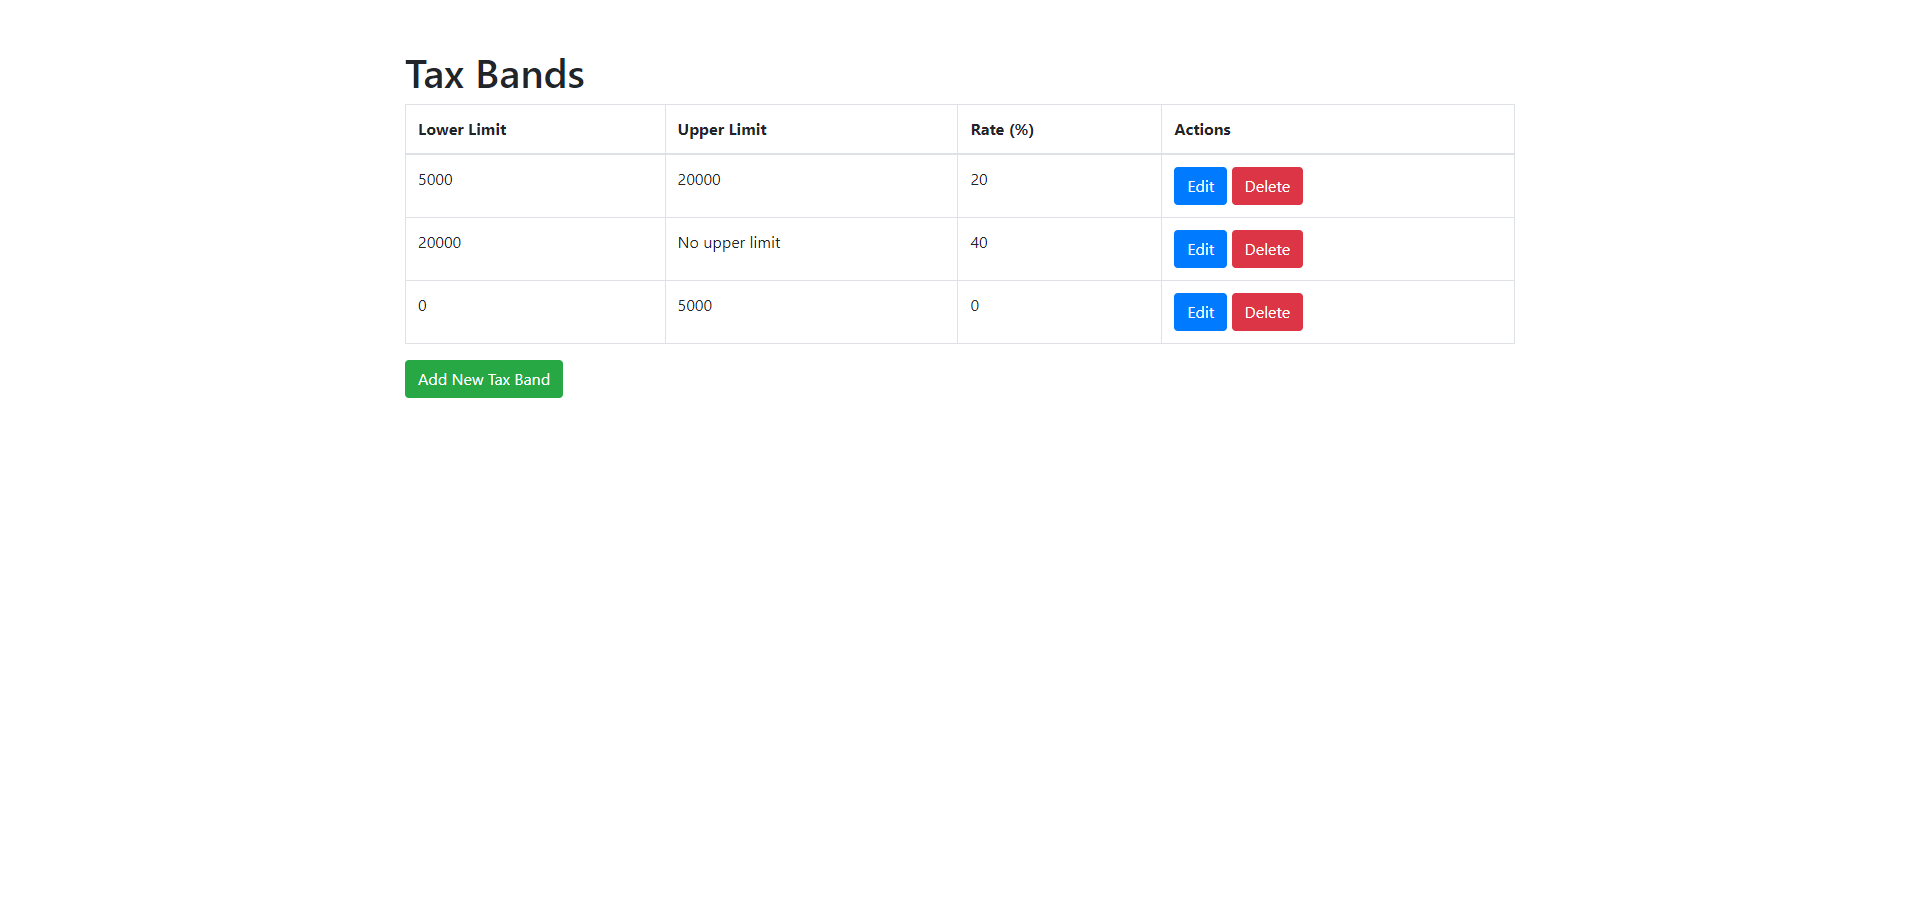 Tax Bands
Lower Limit Upper Limit Rate (%) Actions
5000 20000 20 Edit Delete
20000 No upper limit 40 Edit Delete
0 5000 0 Edit Delete
Add New Tax Band